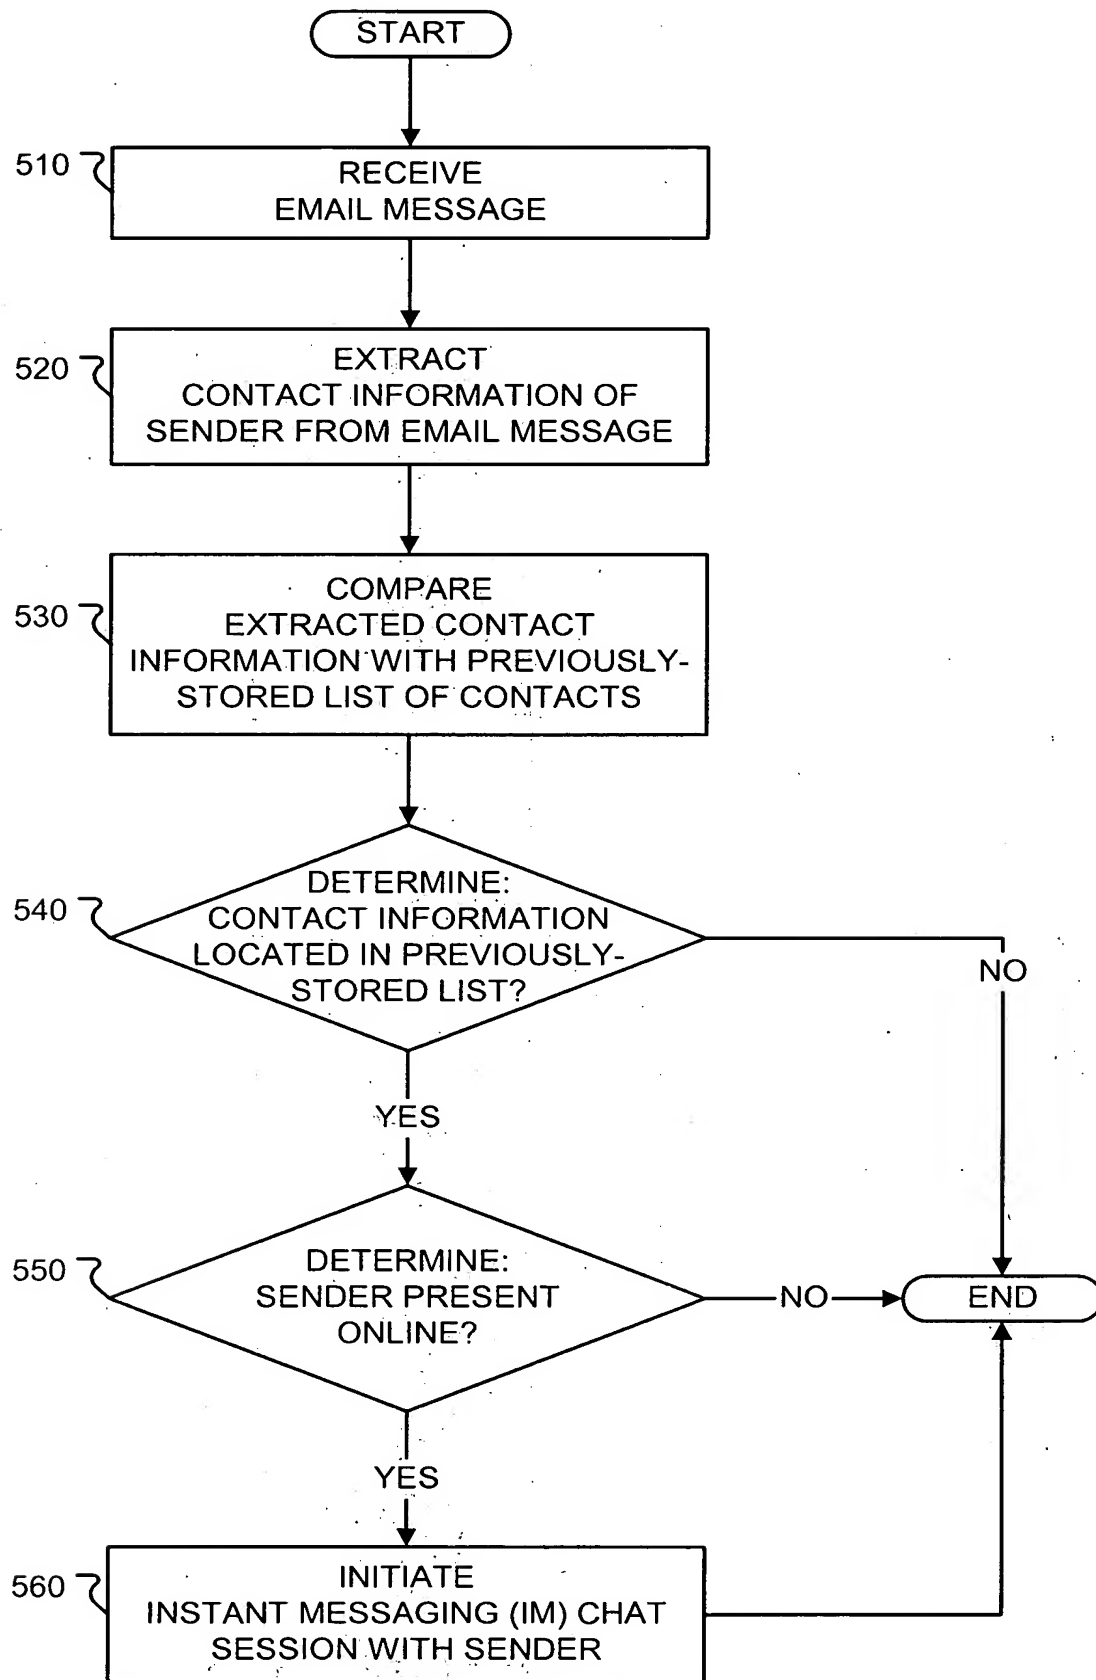 START
510
RECEIVE
EMAIL MESSAGE
520
EXTRACT
CONTACT INFORMATION OF
SENDER FROM EMAIL MESSAGE
530
COMPARE
EXTRACTED CONTACT
INFORMATION WITH PREVIOUSLY-
STORED LIST OF CONTACTS
540
DETERMINE:
CONTACT INFORMATION
LOCATED IN PREVIOUSLY-
STORED LIST?
NO
YES
550
DETERMINE:
SENDER PRESENT
ONLINE?
NO
END
YES
560
INITIATE
INSTANT MESSAGING (IM) CHAT
SESSION WITH SENDER